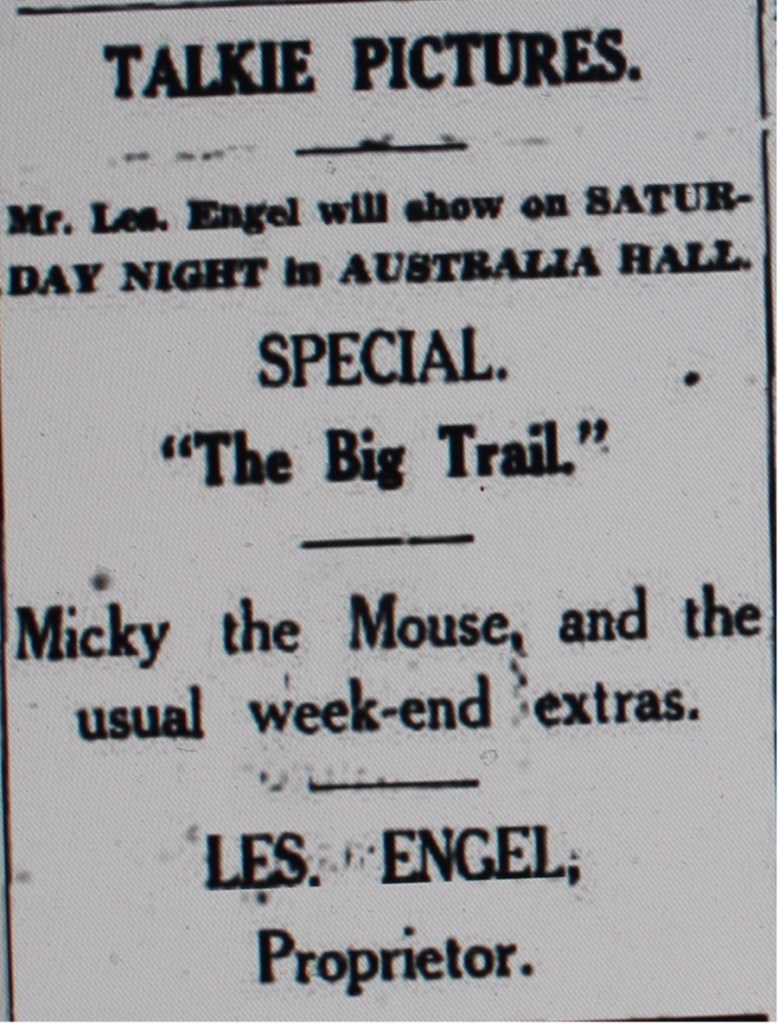 TALKIE PICTURES.
Mr. Les. Engel will show on SATUR-
DAY NIGHT in AUSTRALIA HALL.
SPECIAL.
“The Big Trail.”
Micky the Mouse, and the
usual week-end extras.
LES. ENGEL,
Proprietor.